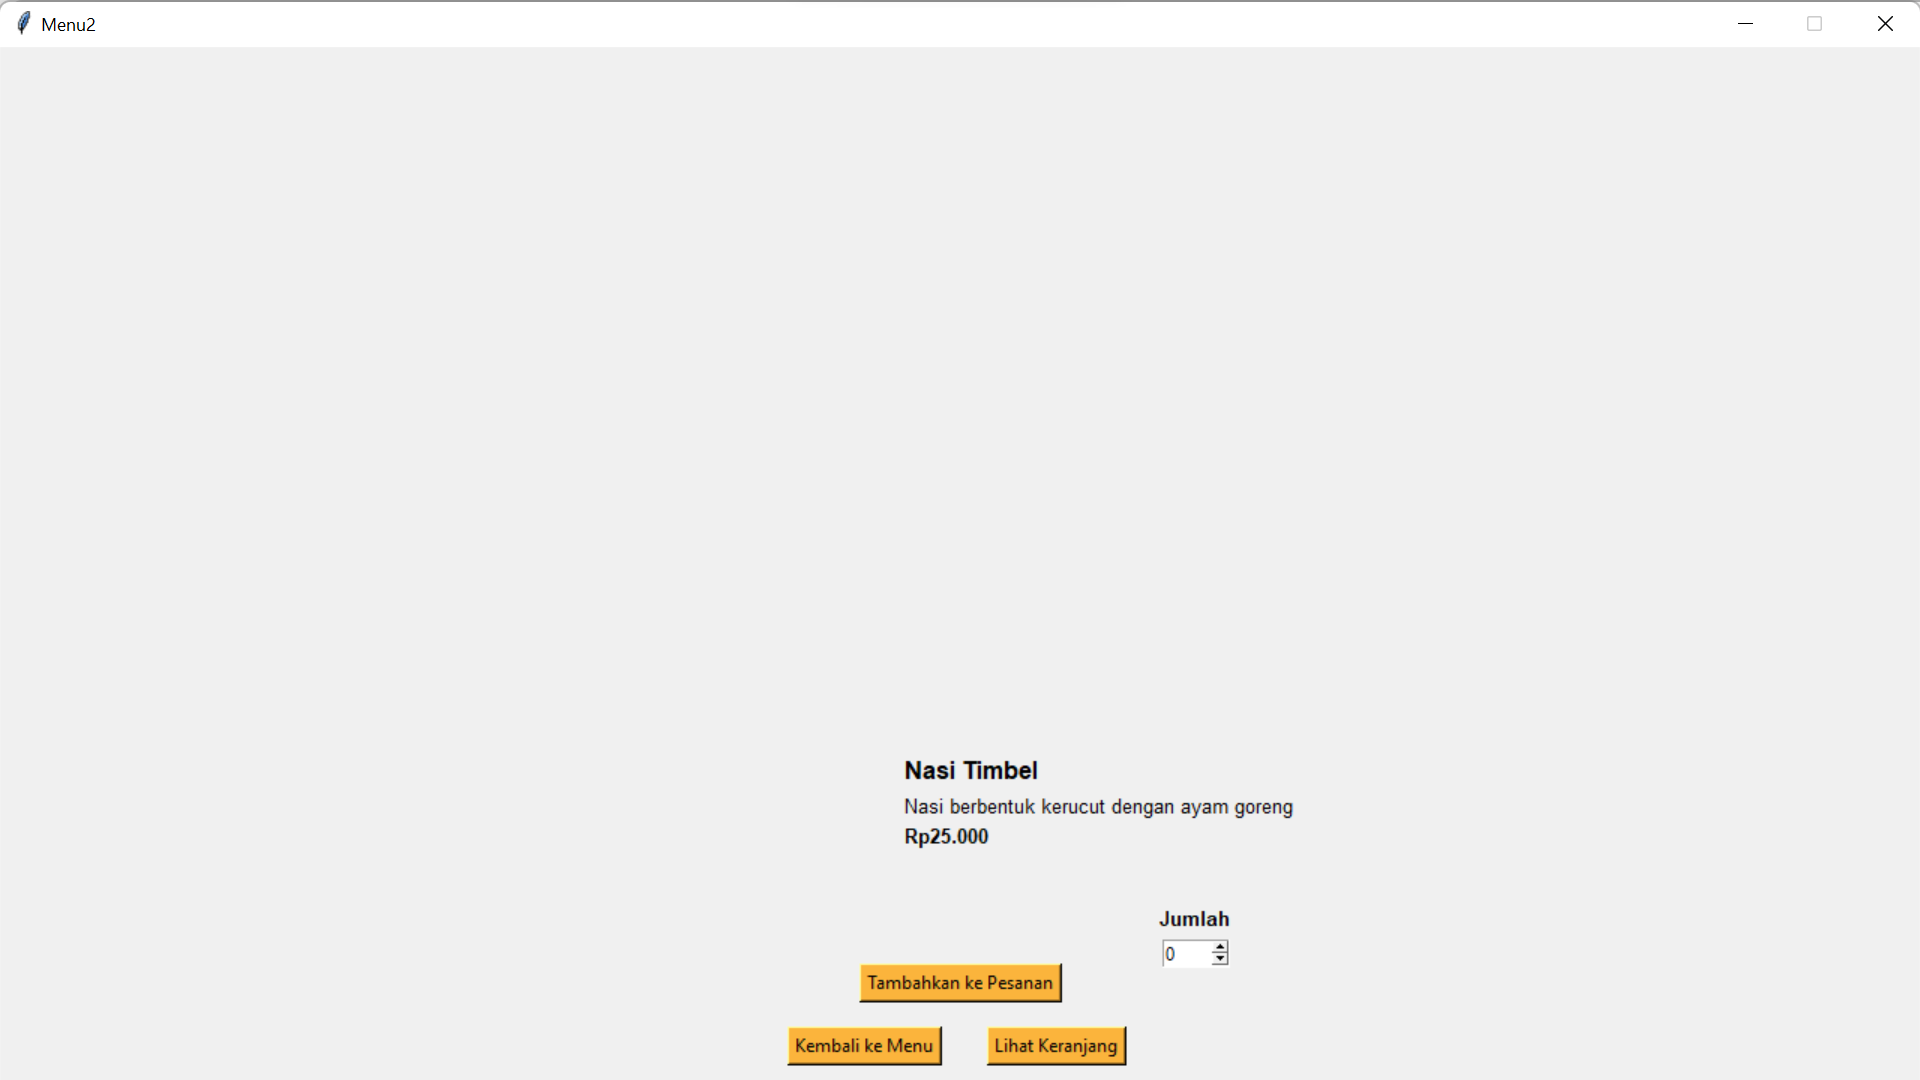 Menu2
Nasi Timbel
Nasi berbentuk kerucut dengan ayam goreng
Rp25.000
Jumlah
0
Tambahkan ke Pesanan
Kembali ke Menu
Lihat Keranjang